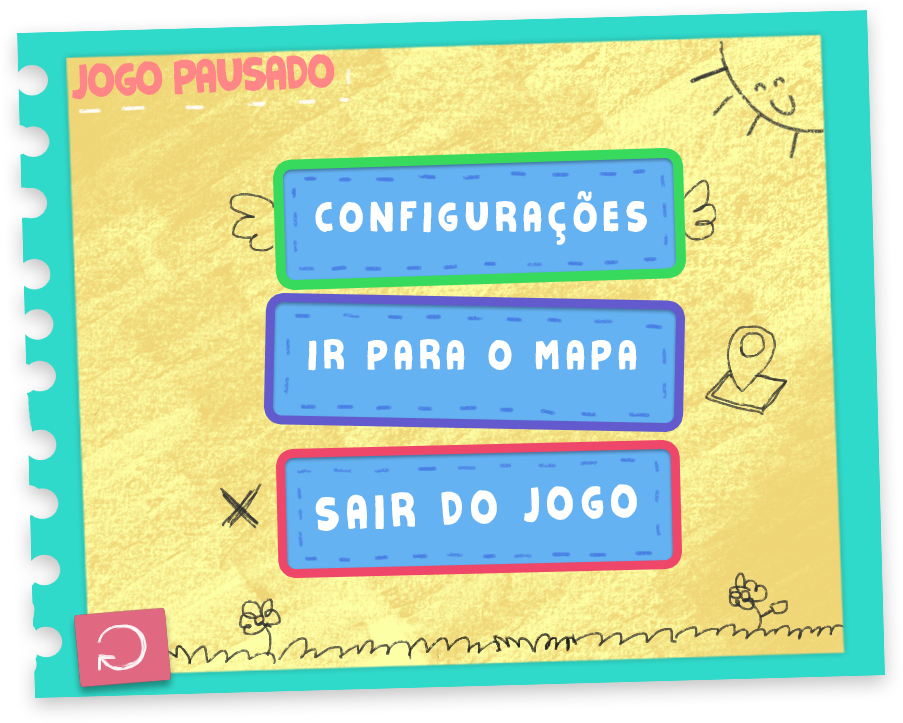 JOGO PAUSADO
CONFIGURAÇÕES
IR PARA O MAPA
SAIR DO JOGO